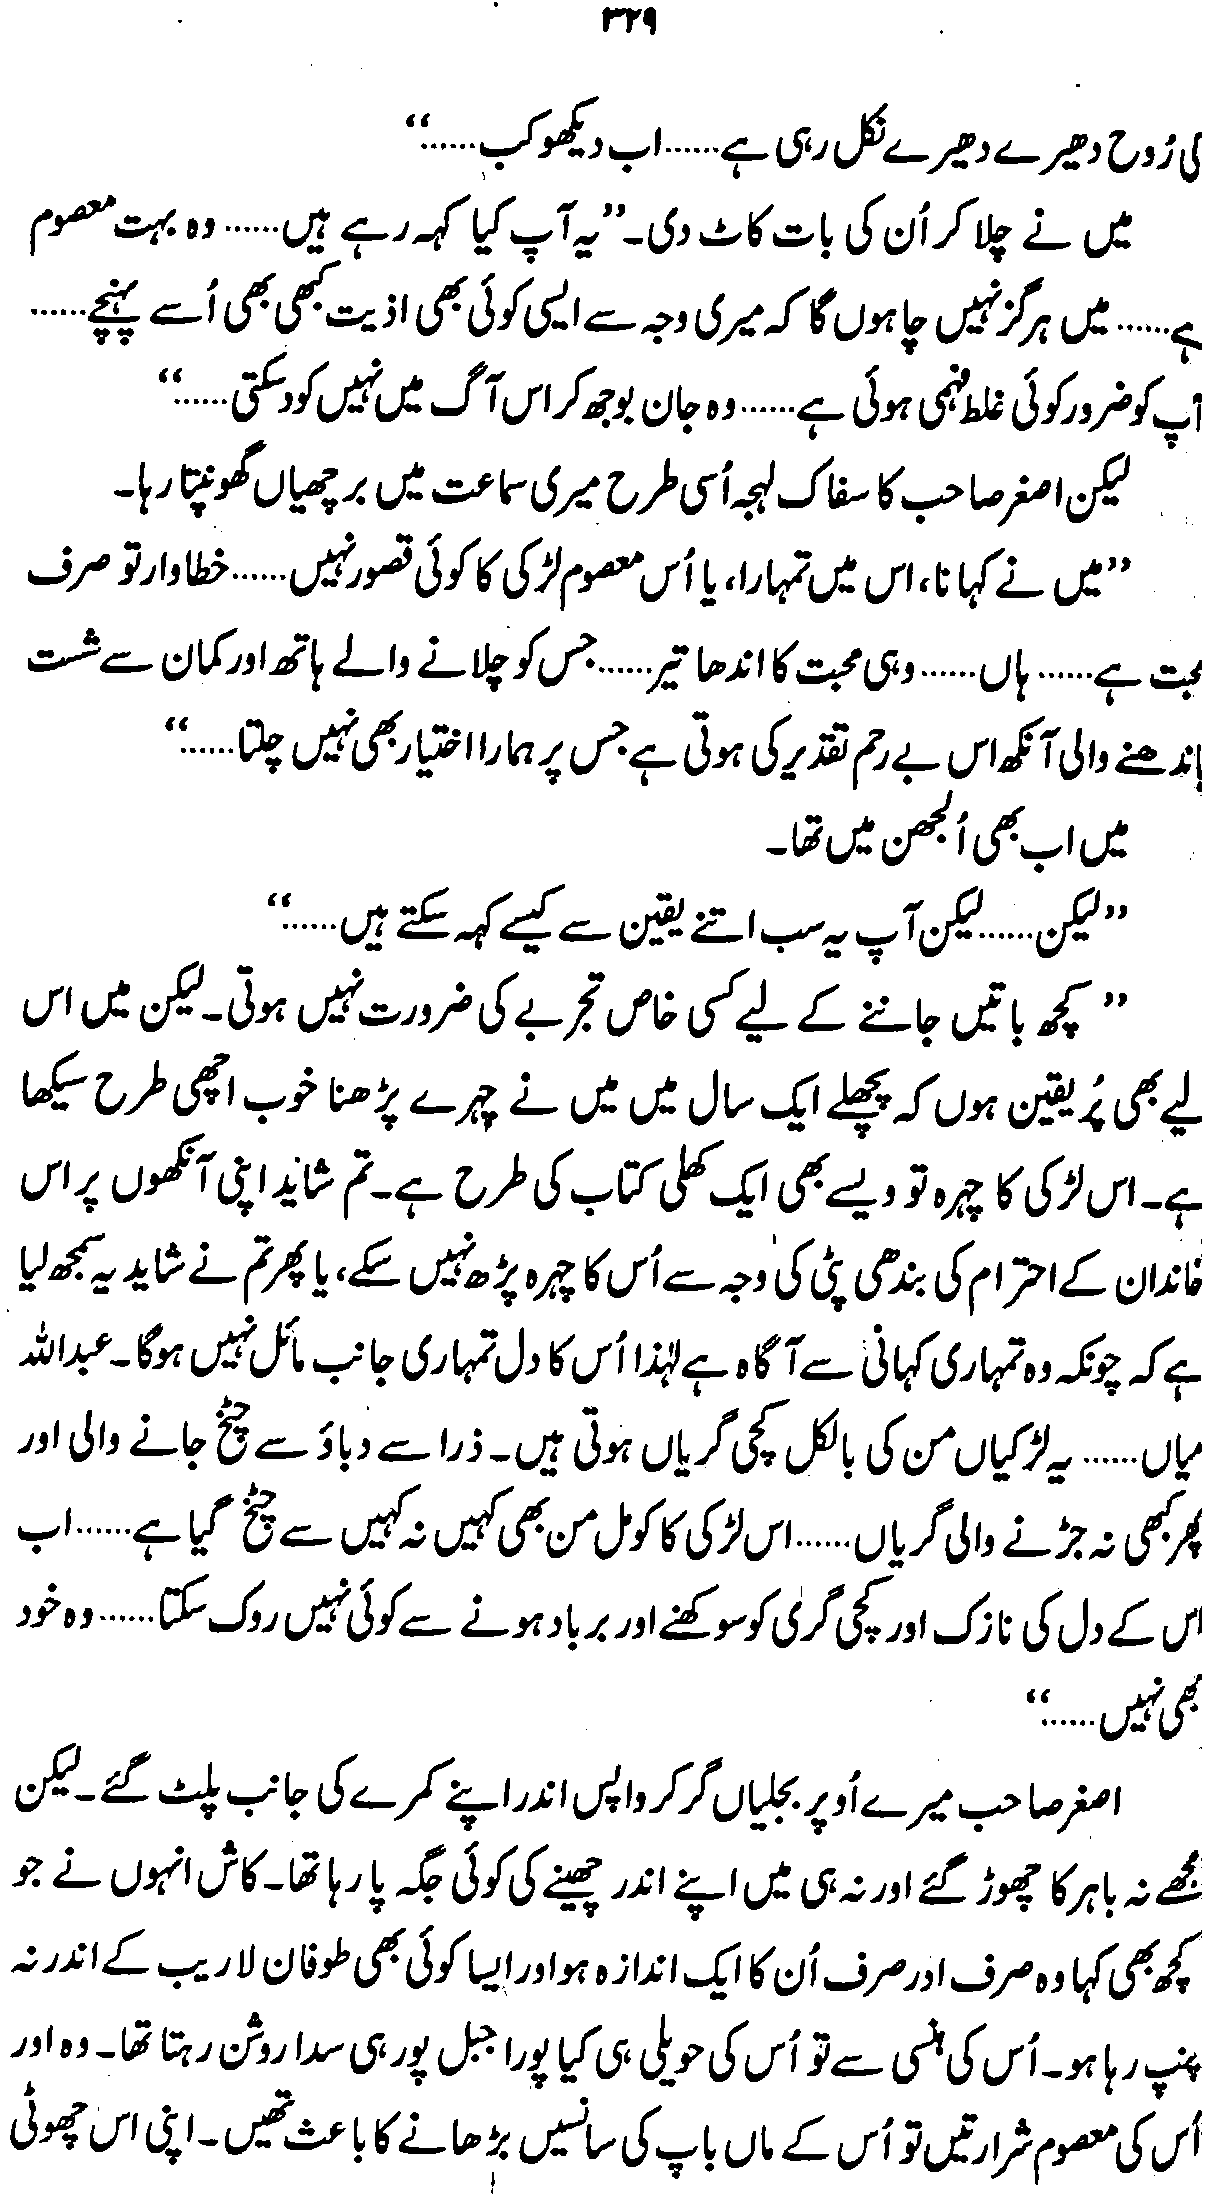 ۳۲۹
کی رُوح دھیرے دھیرے نکل رہی ہے...... اب دیکھو کب......“
میں نے چلا کر اُن کی بات کاٹ دی۔ ”یہ آپ کیا کہہ رہے ہیں...... وہ بہت معصوم
ہے...... میں ہرگز نہیں چاہوں گا کہ میری وجہ سے ایسی کوئی بھی اذیت کبھی بھی اُسے پہنچے......
آپ کو ضرور کوئی غلط فہمی ہوئی ہے...... وہ جان بوجھ کر اس آگ میں نہیں کود سکتی......“
لیکن اصغر صاحب کا سفاک لہجہ اُسی طرح میری سماعت میں برچھیاں گھونپتا رہا۔
”میں نے کہا نا، اس میں تمہارا، یا اُس معصوم لڑکی کا کوئی قصور نہیں...... خطاوار تو صرف
محبت ہے...... ہاں...... وہی محبت کا اندھا تیر...... جس کو چلانے والے ہاتھ اور کمان سے شست
باندھنے والی آنکھ اس بے رحم تقدیر کی ہوتی ہے جس پر ہمارا اختیار بھی نہیں چلتا......“
میں اب بھی اُلجھن میں تھا۔
”لیکن...... لیکن آپ یہ سب اتنے یقین سے کیسے کہہ سکتے ہیں......“
”کچھ باتیں جاننے کے لیے کسی خاص تجربے کی ضرورت نہیں ہوتی۔ لیکن میں اس
لیے بھی پُر یقین ہوں کہ پچھلے ایک سال میں میں نے چہرے پڑھنا خوب اچھی طرح سیکھا
ہے۔ اس لڑکی کا چہرہ تو ویسے بھی ایک کھلی کتاب کی طرح ہے۔ تم شاید اپنی آنکھوں پر اس
خاندان کے احترام کی بندھی پٹی کی وجہ سے اُس کا چہرہ پڑھ نہیں سکے، یا پھر تم نے شاید یہ سمجھ لیا
ہے کہ چونکہ وہ تمہاری کہانی سے آگاہ ہے لہٰذا اُس کا دل تمہاری جانب مائل نہیں ہوگا۔ عبداللہ
میاں...... یہ لڑکیاں من کی بالکل کچی گریاں ہوتی ہیں۔ ذرا سے دباؤ سے چٹخ جانے والی اور
پھر کبھی نہ جڑنے والی گریاں...... اس لڑکی کا کومل من بھی کہیں نہ کہیں سے چٹخ گیا ہے...... اب
اس کے دل کی نازک اور کچی گری کو سوکھنے اور برباد ہونے سے کوئی نہیں روک سکتا...... وہ خود
بھی نہیں......“
اصغر صاحب میرے اُوپر بجلیاں گر کر واپس اندر اپنے کمرے کی جانب پلٹ گئے۔ لیکن
مجھے نہ باہر کا چھوڑ گئے اور نہ ہی میں اپنے اندر چھپنے کی کوئی جگہ پا رہا تھا۔ کاش انہوں نے جو
کچھ بھی کہا وہ صرف اور صرف اُن کا ایک اندازہ ہو اور ایسا کوئی بھی طوفان لاریب کے اندر نہ
پنپ رہا ہو۔ اُس کی ہنسی سے تو اُس کی حویلی ہی کیا پورا جبل پور ہی سدا روشن رہتا تھا۔ وہ اور
اُس کی معصوم شرارتیں تو اُس کے ماں باپ کی سانسیں بڑھانے کا باعث تھیں۔ اپنی اس چھوٹی